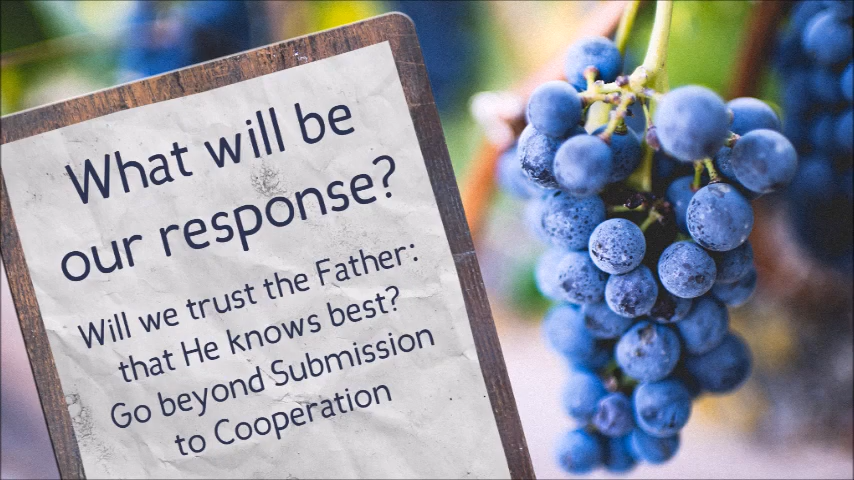 What will be
our response?
Will we trust the Father:
that He knows best?
Go beyond Submission
to Cooperation